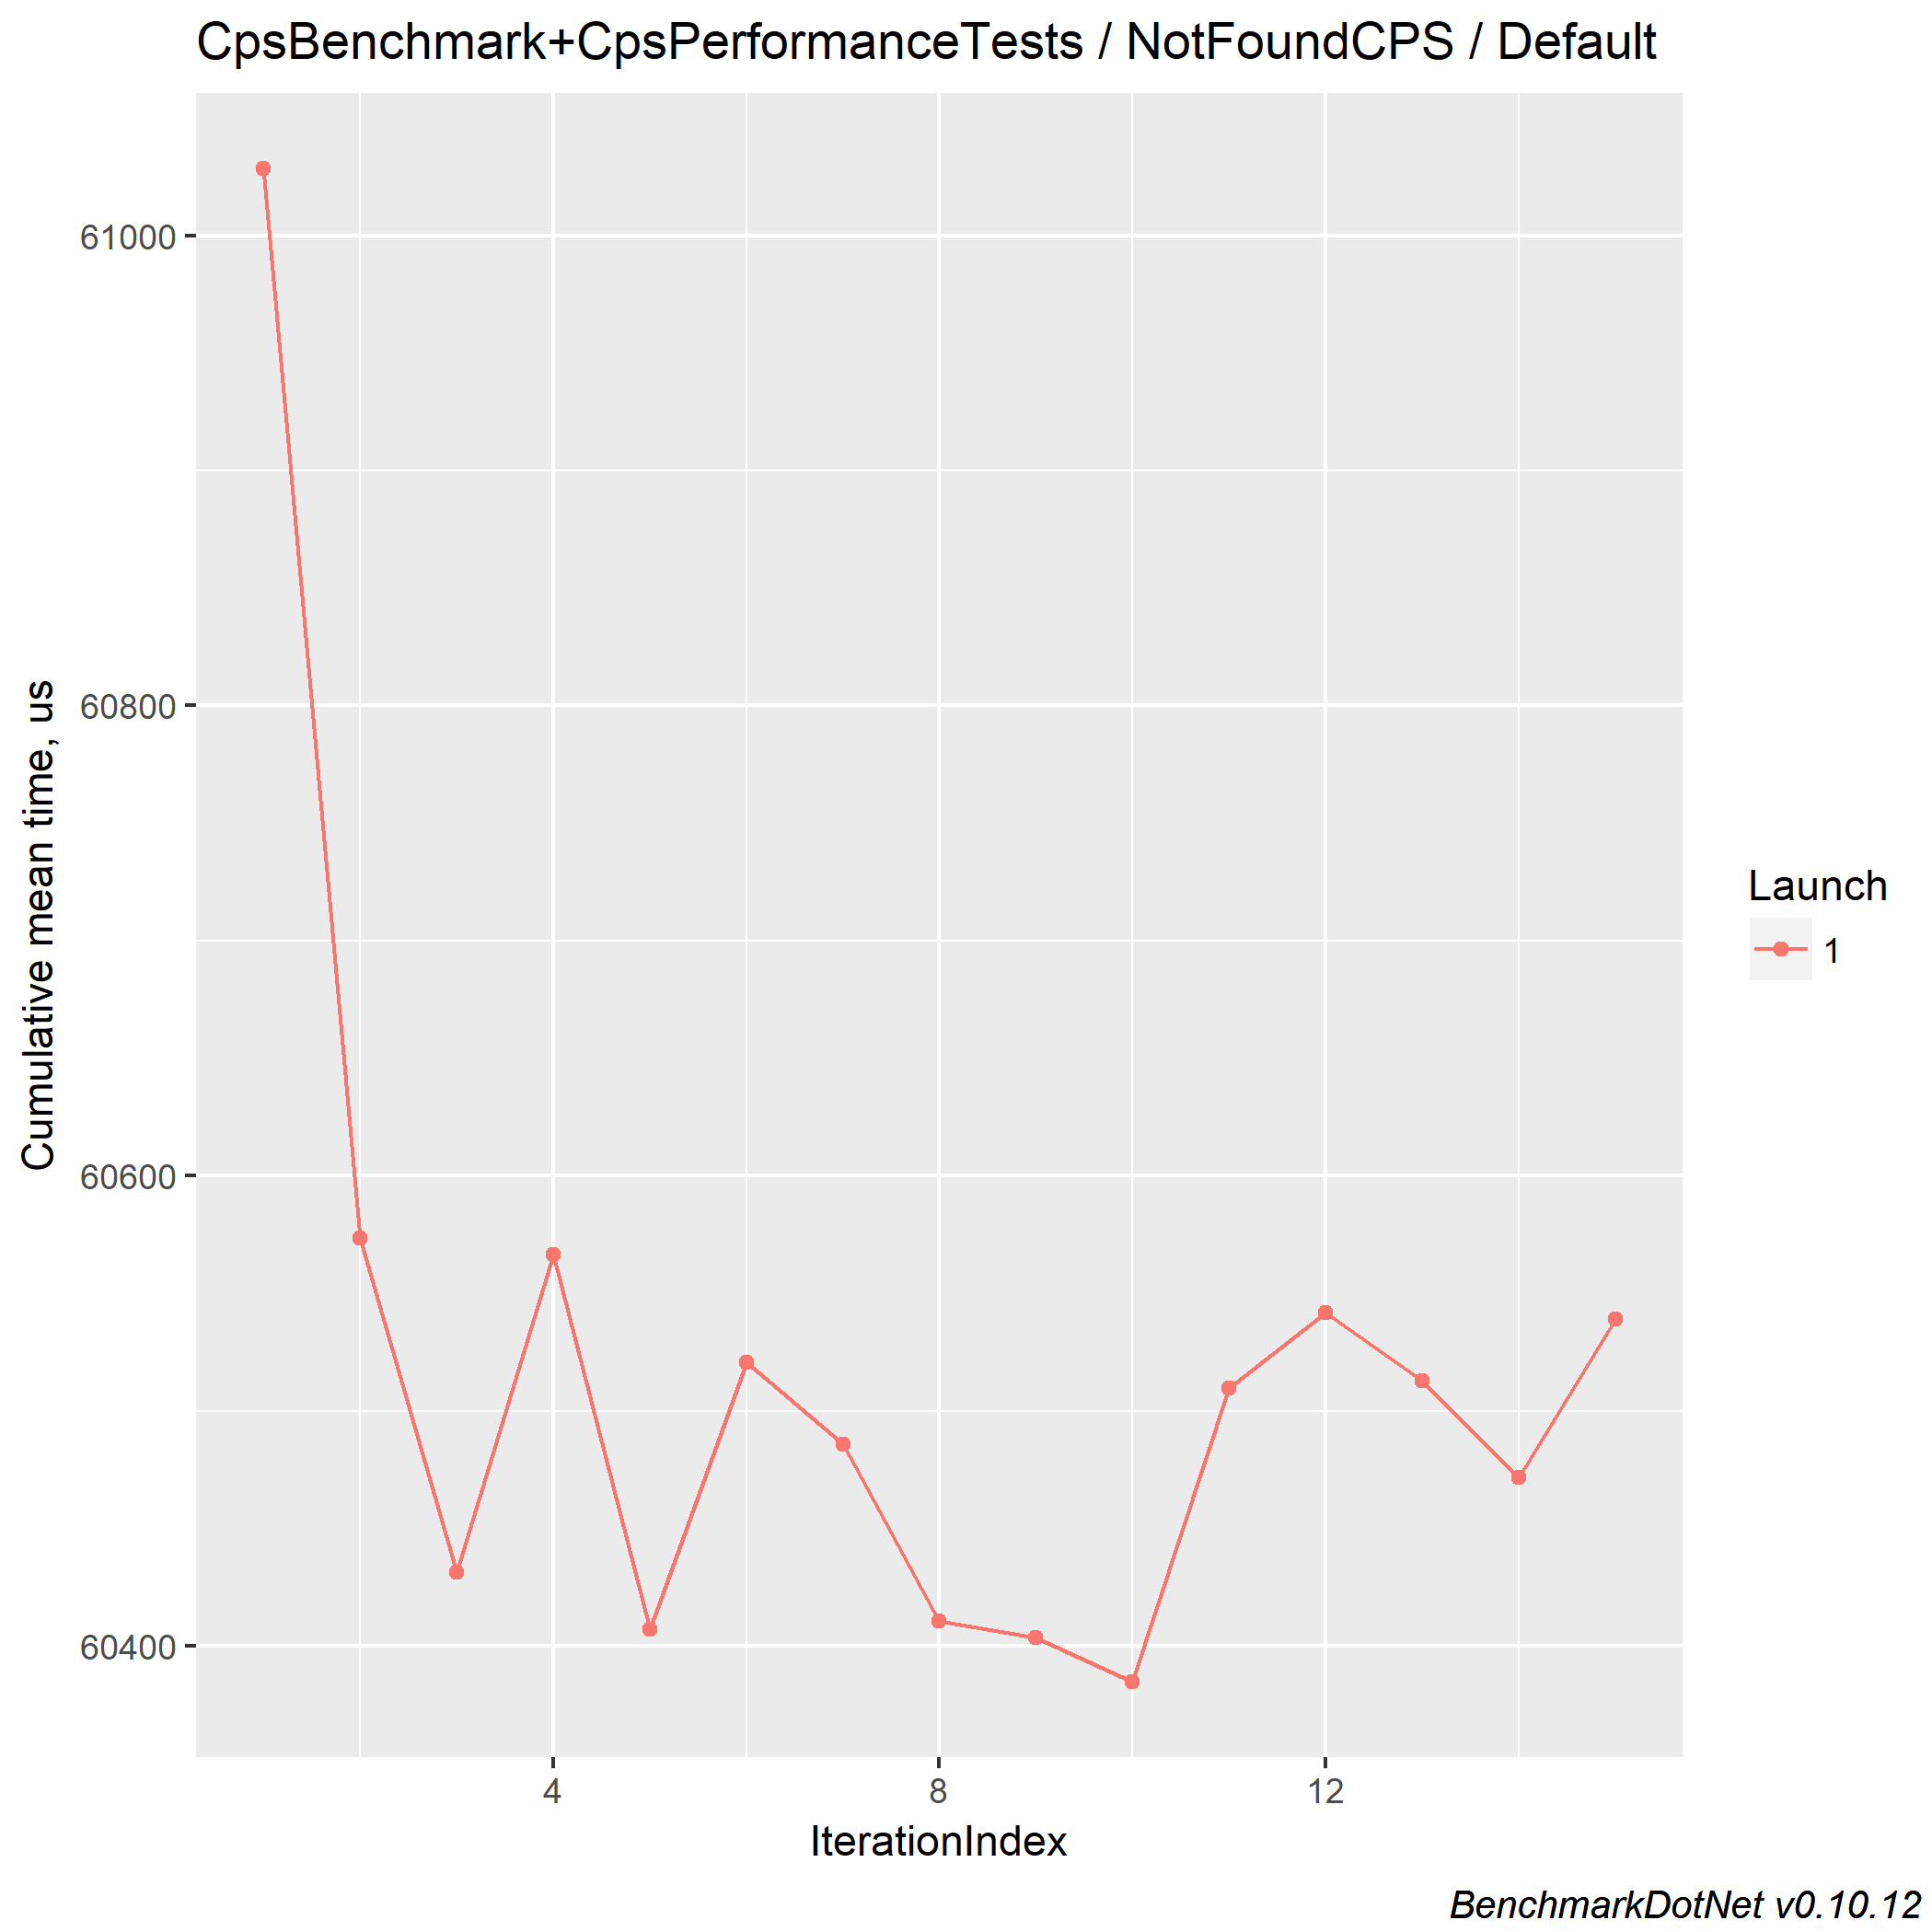 CpsBenchmark+CpsPerformanceTests / NotFoundCPS / Default
61000
60800
60600
60400
Cumulative mean time, us
4 8 12
IterationIndex
Launch
1
BenchmarkDotNet v0.10.12